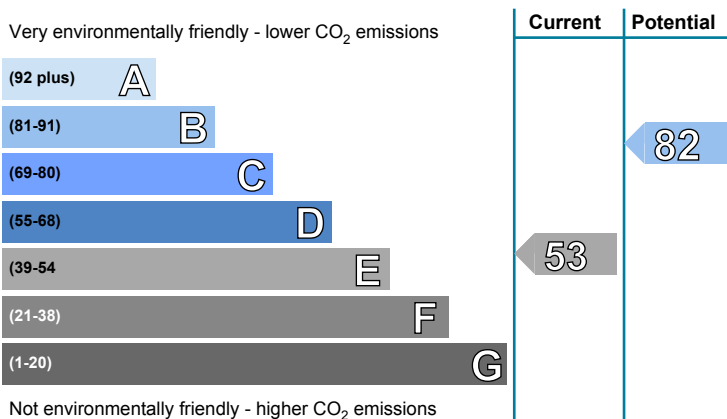 Current Potential
Very environmentally friendly - lower CO2 emissions
(92 plus) A
(81-91) B
82
(69-80) C
(55-68) D
53
(39-54 E
(21-38) F
(1-20) G
Not environmentally friendly - higher CO2 emissions